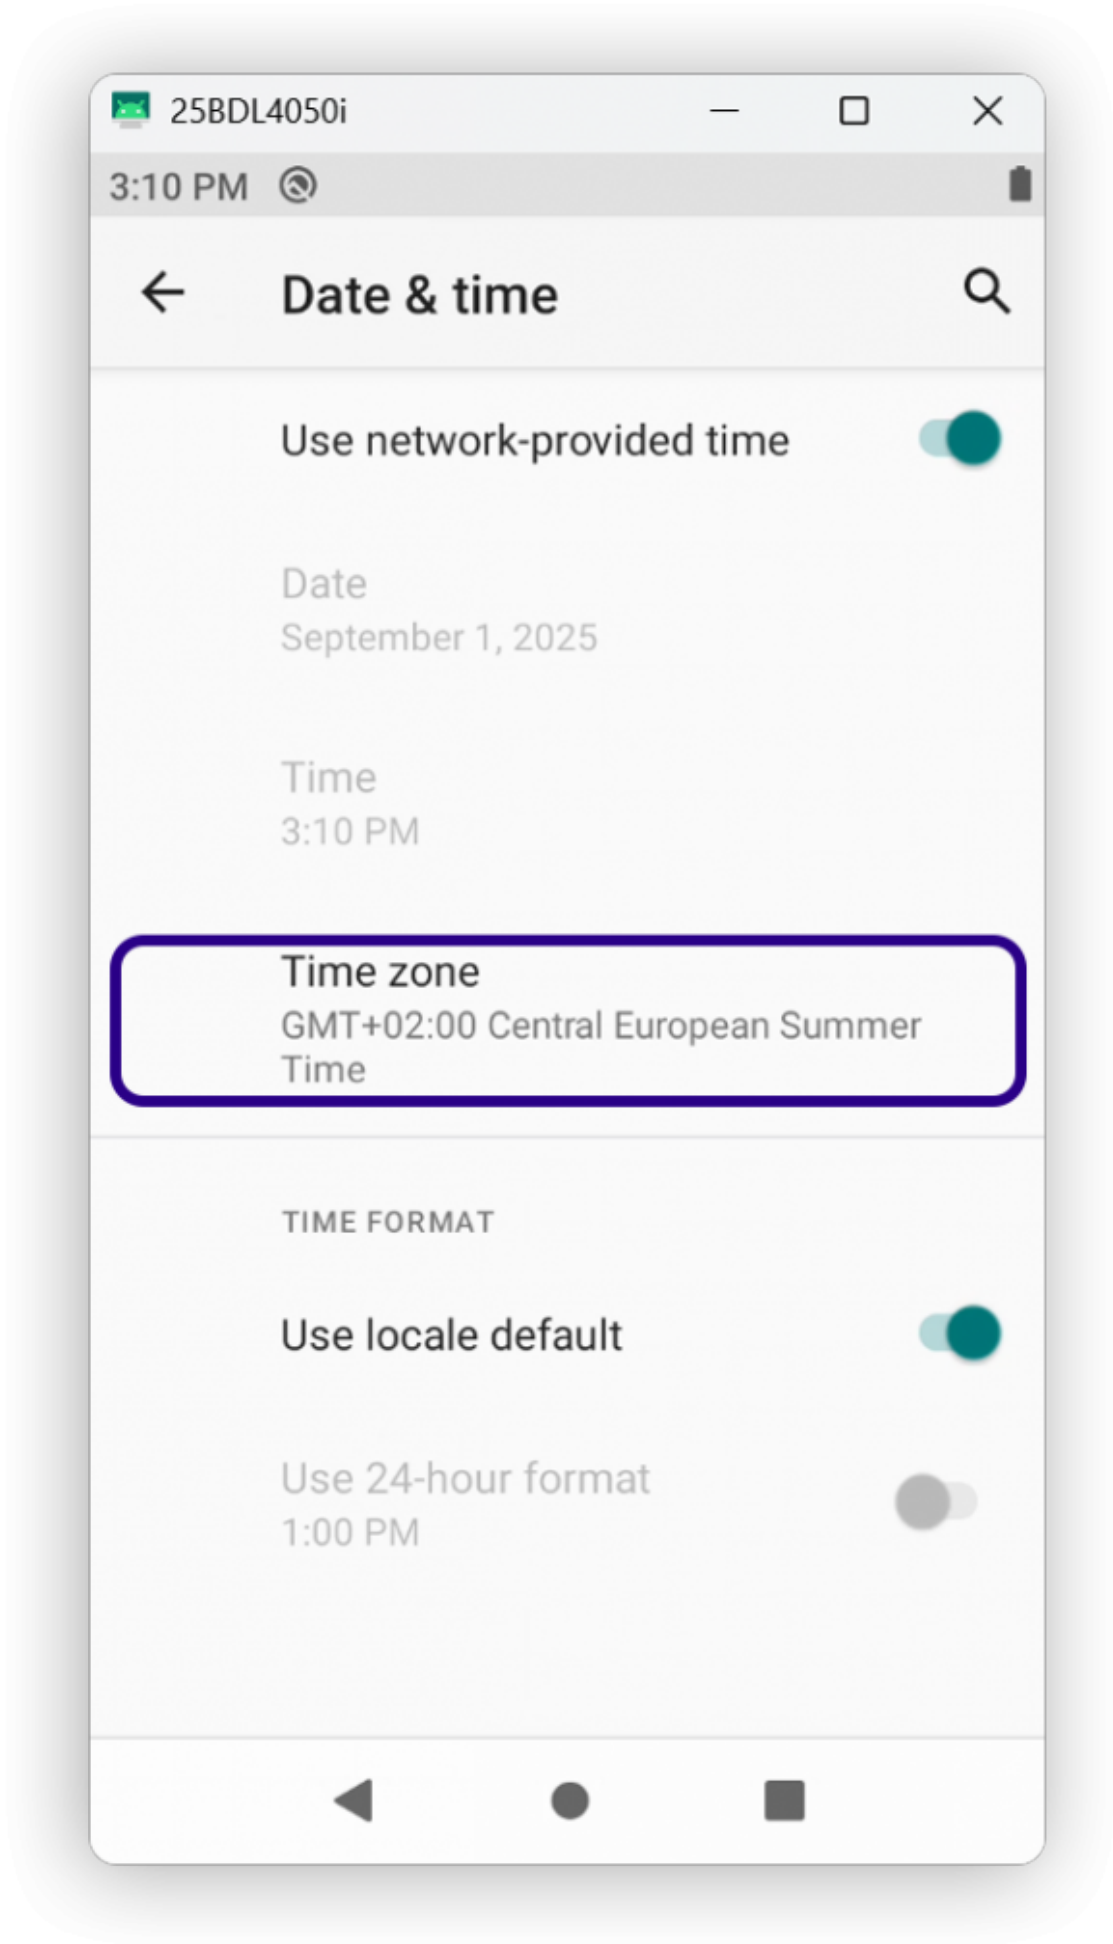 25BDL4050i
3:10 PM
Date & time
Use network-provided time
Date
September 1, 2025
Time
3:10 PM
Time zone
GMT+02:00 Central European Summer
Time
TIME FORMAT
Use locale default
Use 24-hour format
1:00 PM